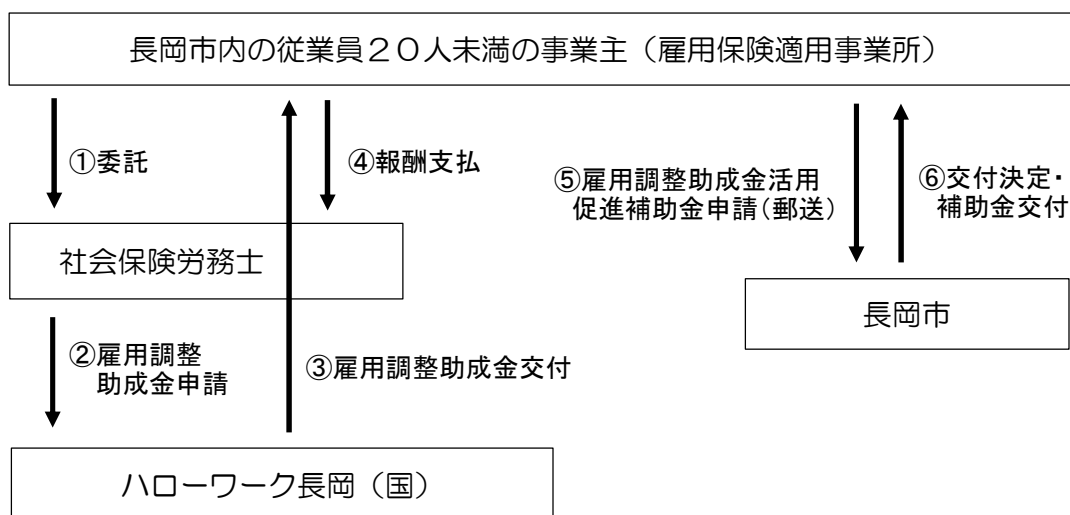 長岡市内の従業員２０人未満の事業主（雇用保険適用事業所）
①委託
④報酬支払
⑤雇用調整助成金活用
促進補助金申請（郵送）
⑥交付決定・
補助金交付
社会保険労務士
長岡市
②雇用調整
助成金申請
③雇用調整助成金交付
ハローワーク長岡（国）